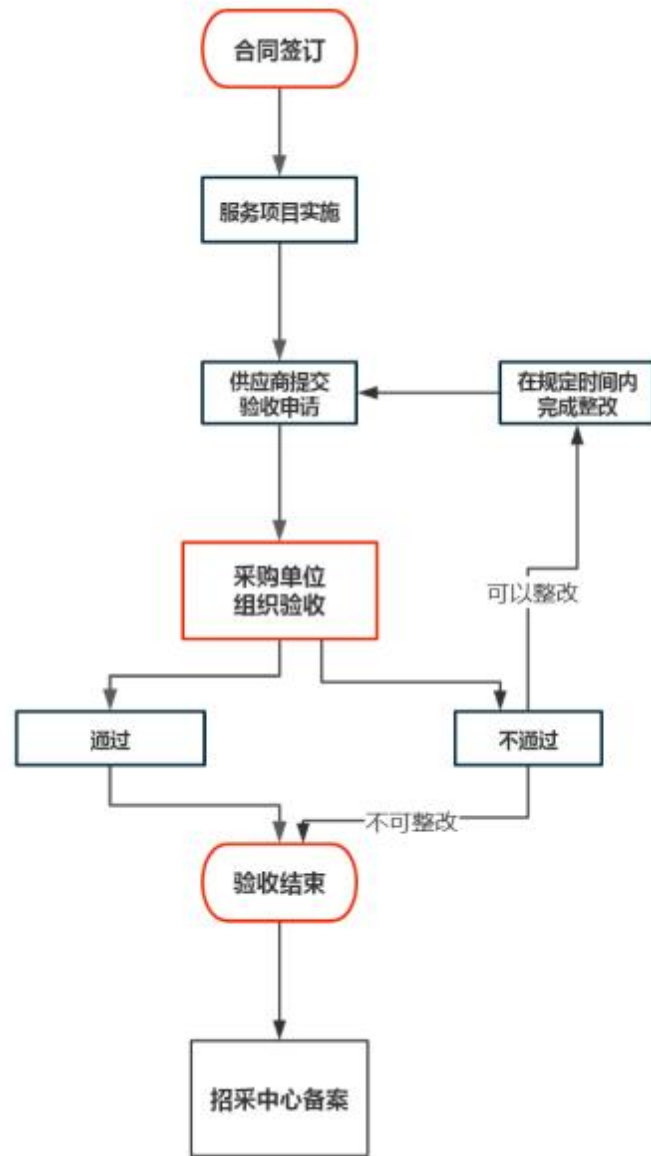 合同签订
服务项目实施
供应商提交
验收申请
在规定时间内
完成整改
采购单位
组织验收
可以整改
通过
不通过
不可整改
验收结束
招采中心备案